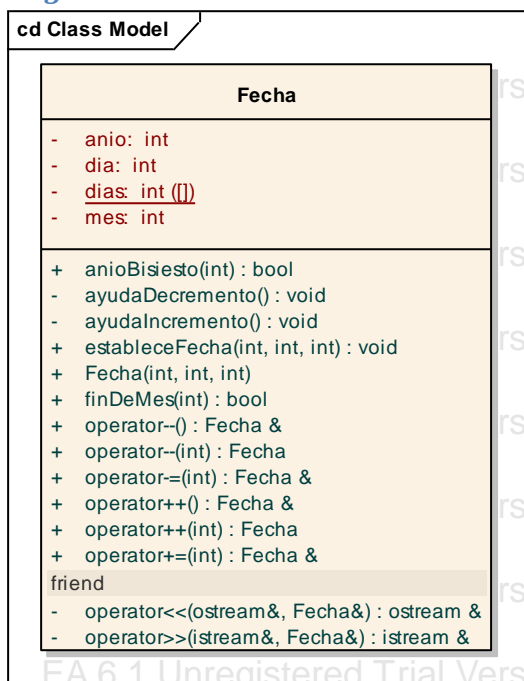 cd Class Model
Fecha
- anio: int
- dia: int
- dias: int ([])
- mes: int
+ anioBisiesto(int) : bool
- ayudaDecremento() : void
- ayudaIncremento() : void
+ estableceFecha(int, int, int) : void
+ Fecha(int, int, int)
+ finDeMes(int) : bool
+ operator--() : Fecha &
+ operator--(int) : Fecha
+ operator-=(int) : Fecha &
+ operator++() : Fecha &
+ operator++(int) : Fecha
+ operator+=(int) : Fecha &
friend
- operator<<(ostream&, Fecha&) : ostream &
- operator>>(istream&, Fecha&) : istream &
EA 6.1 Unregistered Trial Vers